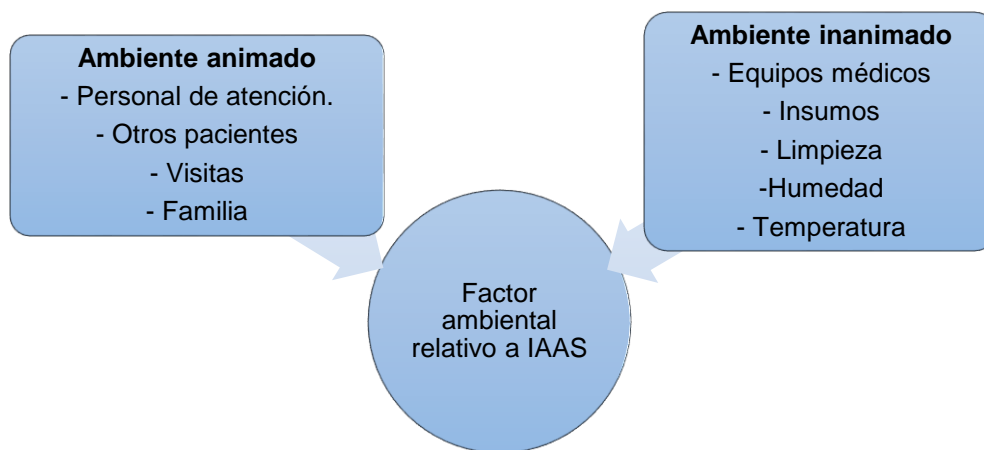 Ambiente animado
- Personal de atención.
- Otros pacientes
- Visitas
- Familia
Ambiente inanimado
- Equipos médicos
- Insumos
- Limpieza
-Humedad
- Temperatura
Factor
ambiental
relativo a IAAS